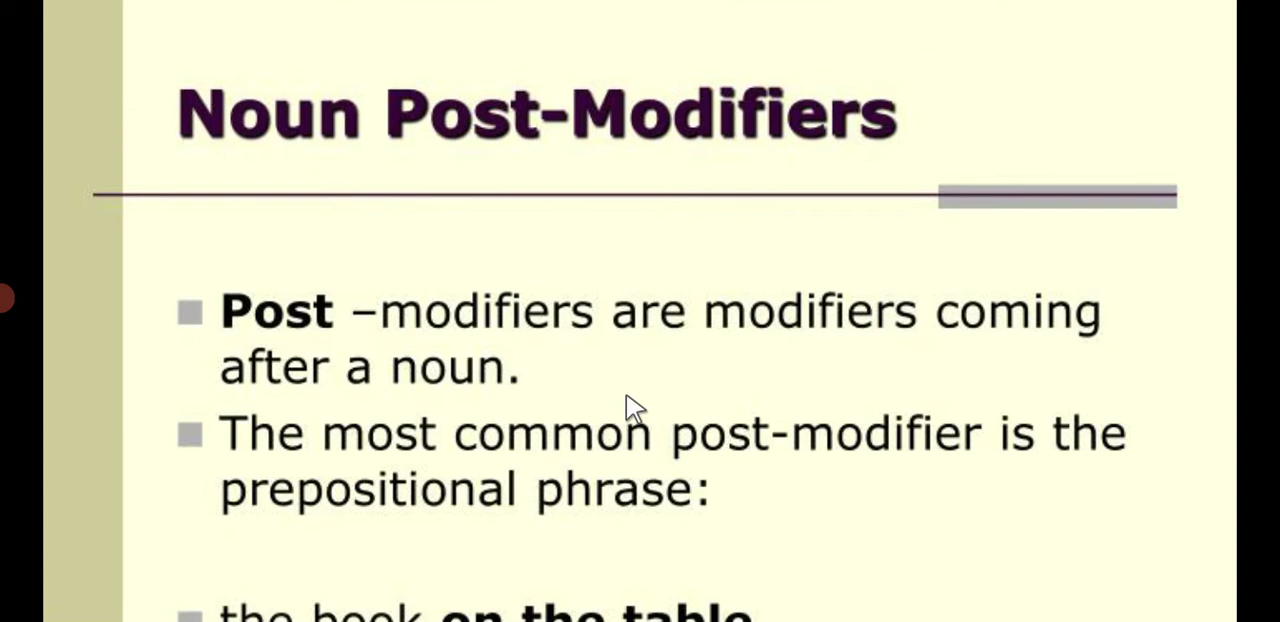 Noun Post-Modifiers
Post –modifiers are modifiers coming
after a noun.
The most common post-modifier is the
prepositional phrase:
the book on the table